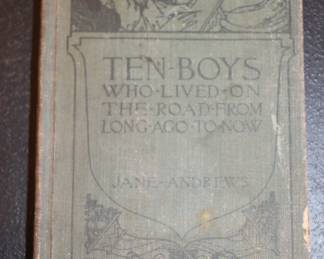 TEN·BOYS
WHO·LIVED·ON
THE·ROAD·FROM
LONG·AGO·TO·NOW
JANE·ANDREWS